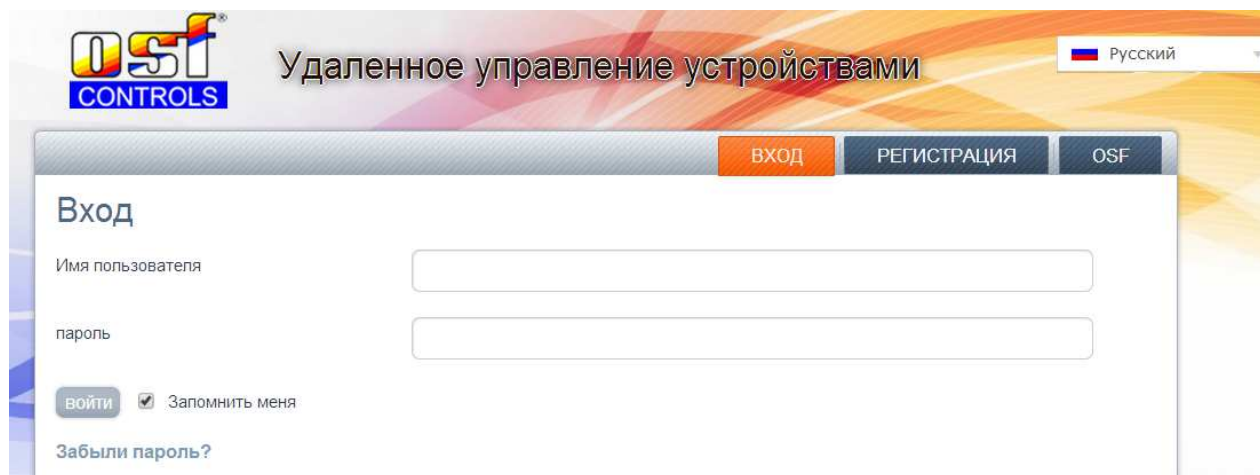 osf®
CONTROLS
Удаленное управление устройствами
Русский
ВХОД
РЕГИСТРАЦИЯ
OSF
Вход
Имя пользователя
пароль
войти
Запомнить меня
Забыли пароль?